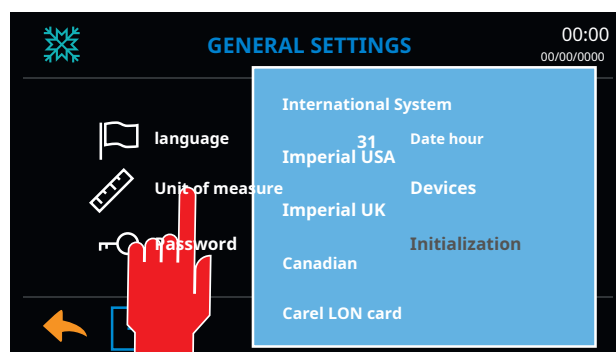 GENERAL SETTINGS
00:00
00/00/0000
International System
language
31
Date hour
Imperial USA
Unit of measure
Devices
Imperial UK
Password
Initialization
Canadian
Carel LON card